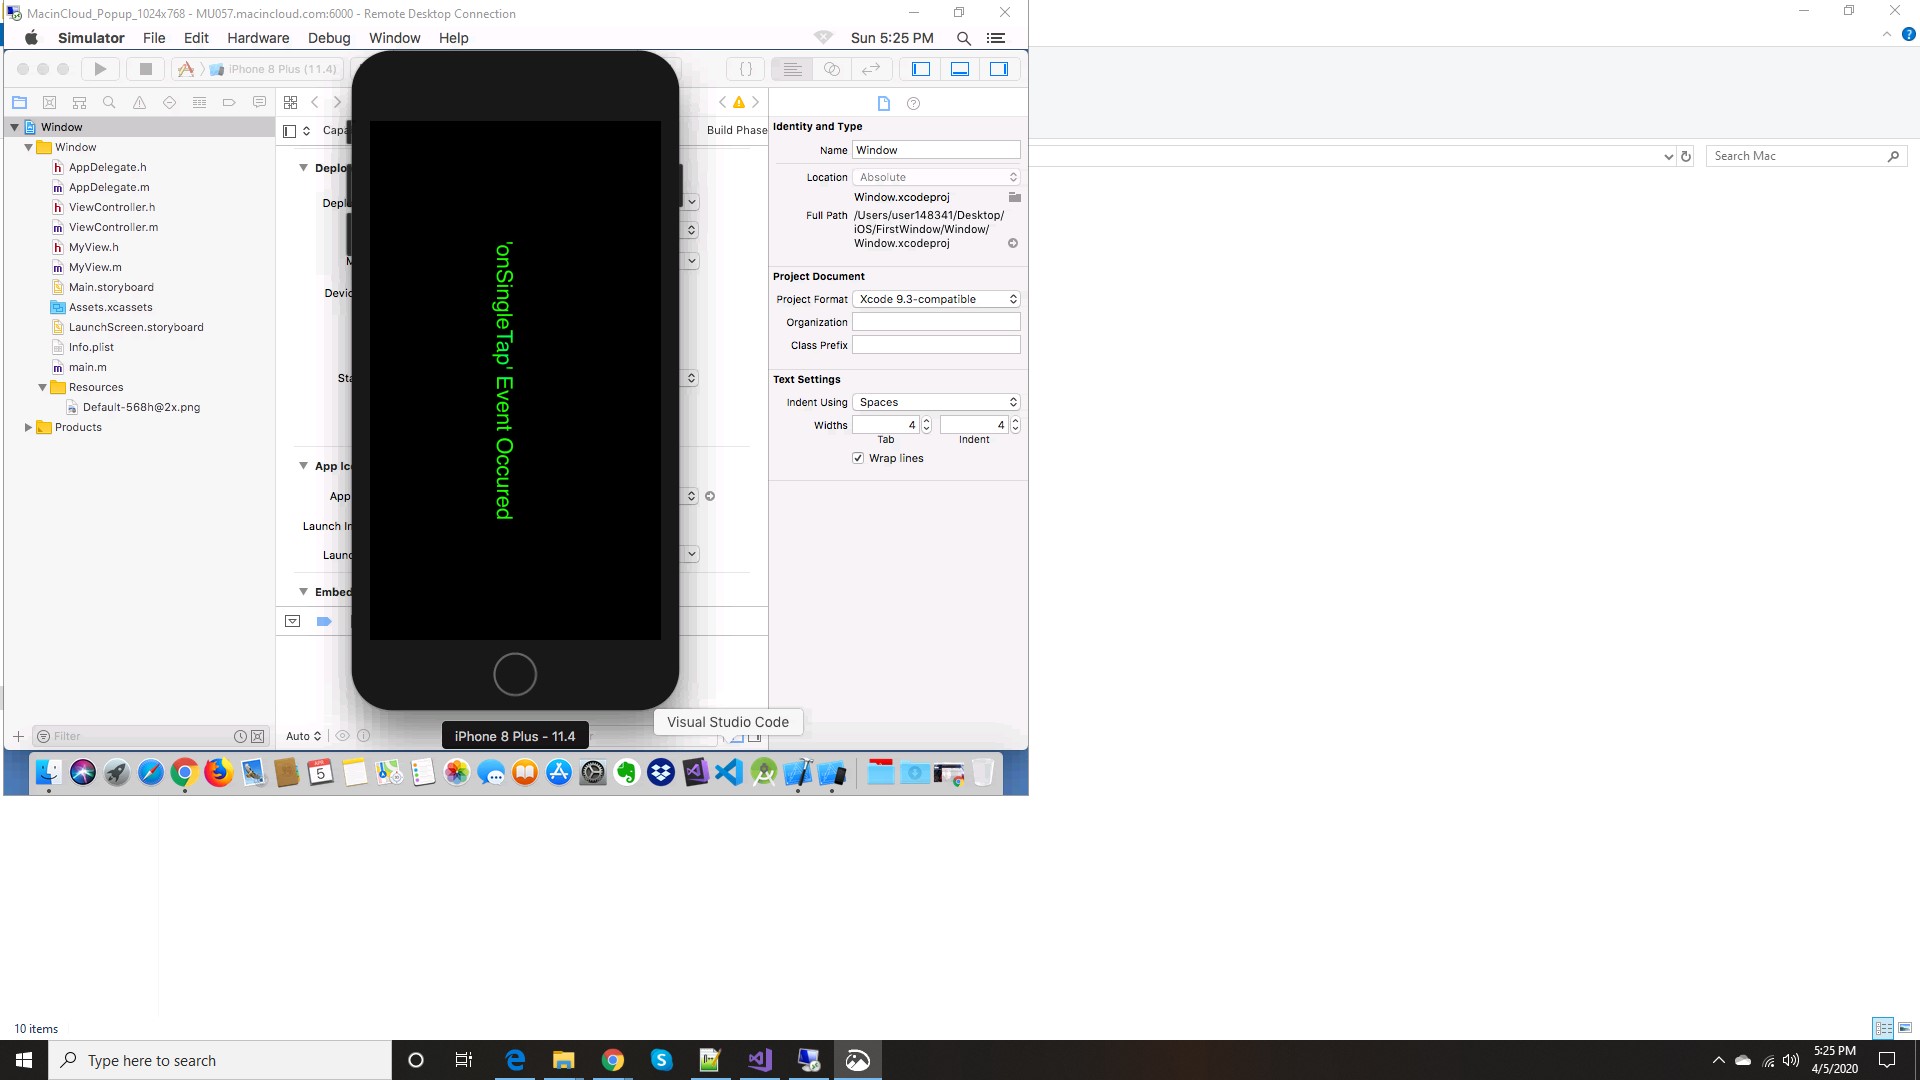 MacinCloud_Popup_1024x768 - MU057.macincloud.com:6000 - Remote Desktop Connection
Simulator File Edit Hardware Debug Window Help Sun 5:25 PM
iPhone 8 Plus (11.4)
Window
Window
AppDelegate.h
AppDelegate.m
ViewController.h
ViewController.m
MyView.h
MyView.m
Main.storyboard
Assets.xcassets
LaunchScreen.storyboard
Info.plist
main.m
Resources
Default-568h@2x.png
Products
Filter
Capa
Build Phase
Deplo
Deplo
M
Devic
Sta
App Ico
App
Launch Im
Launc
Embed
Auto
'onSingleTap' Event Occured
iPhone 8 Plus - 11.4
Visual Studio Code
Identity and Type
Name Window
Location Absolute
Window.xcodeproj
Full Path /Users/user148341/Desktop/
iOS/FirstWindow/Window/
Window.xcodeproj
Project Document
Project Format Xcode 9.3-compatible
Organization
Class Prefix
Text Settings
Indent Using Spaces
Widths 4 4
Tab Indent
Wrap lines
Search Mac
10 items
Type here to search
5:25 PM
4/5/2020